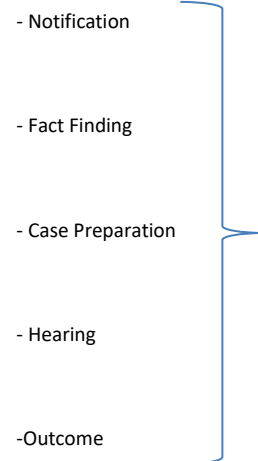 - Notification
- Fact Finding
- Case Preparation
- Hearing
-Outcome